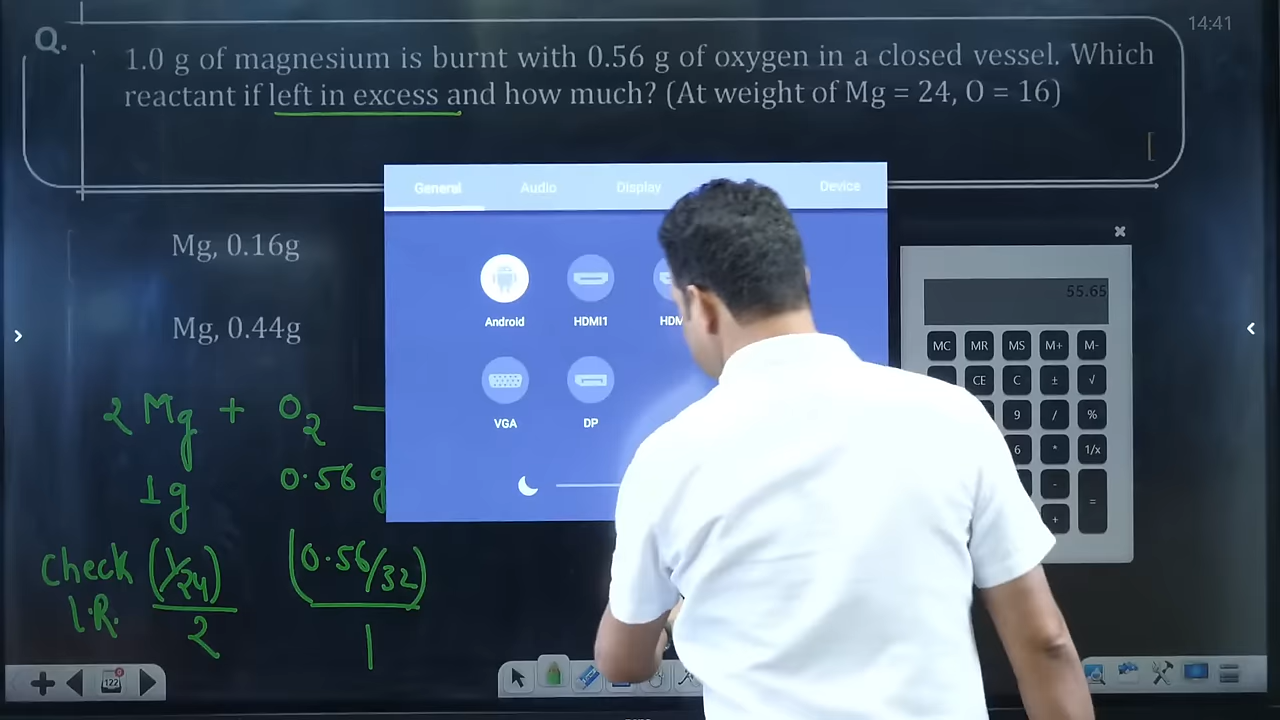 14:41
Q.
1.0 g of magnesium is burnt with 0.56 g of oxygen in a closed vessel. Which
reactant if left in excess and how much? (At weight of Mg = 24, O = 16)
[
General Audio Display Device
Mg, 0.16g
Android HDMI1
Mg, 0.44g
VGA DP
55.65
MC MR MS M+ M-
CE C ± √
9 / %
6 * 1/x
- =
+
2 Mg + O2 —
1g 0.56 g
Check (1/24) (0.56/32)
L.R. 2 1
122